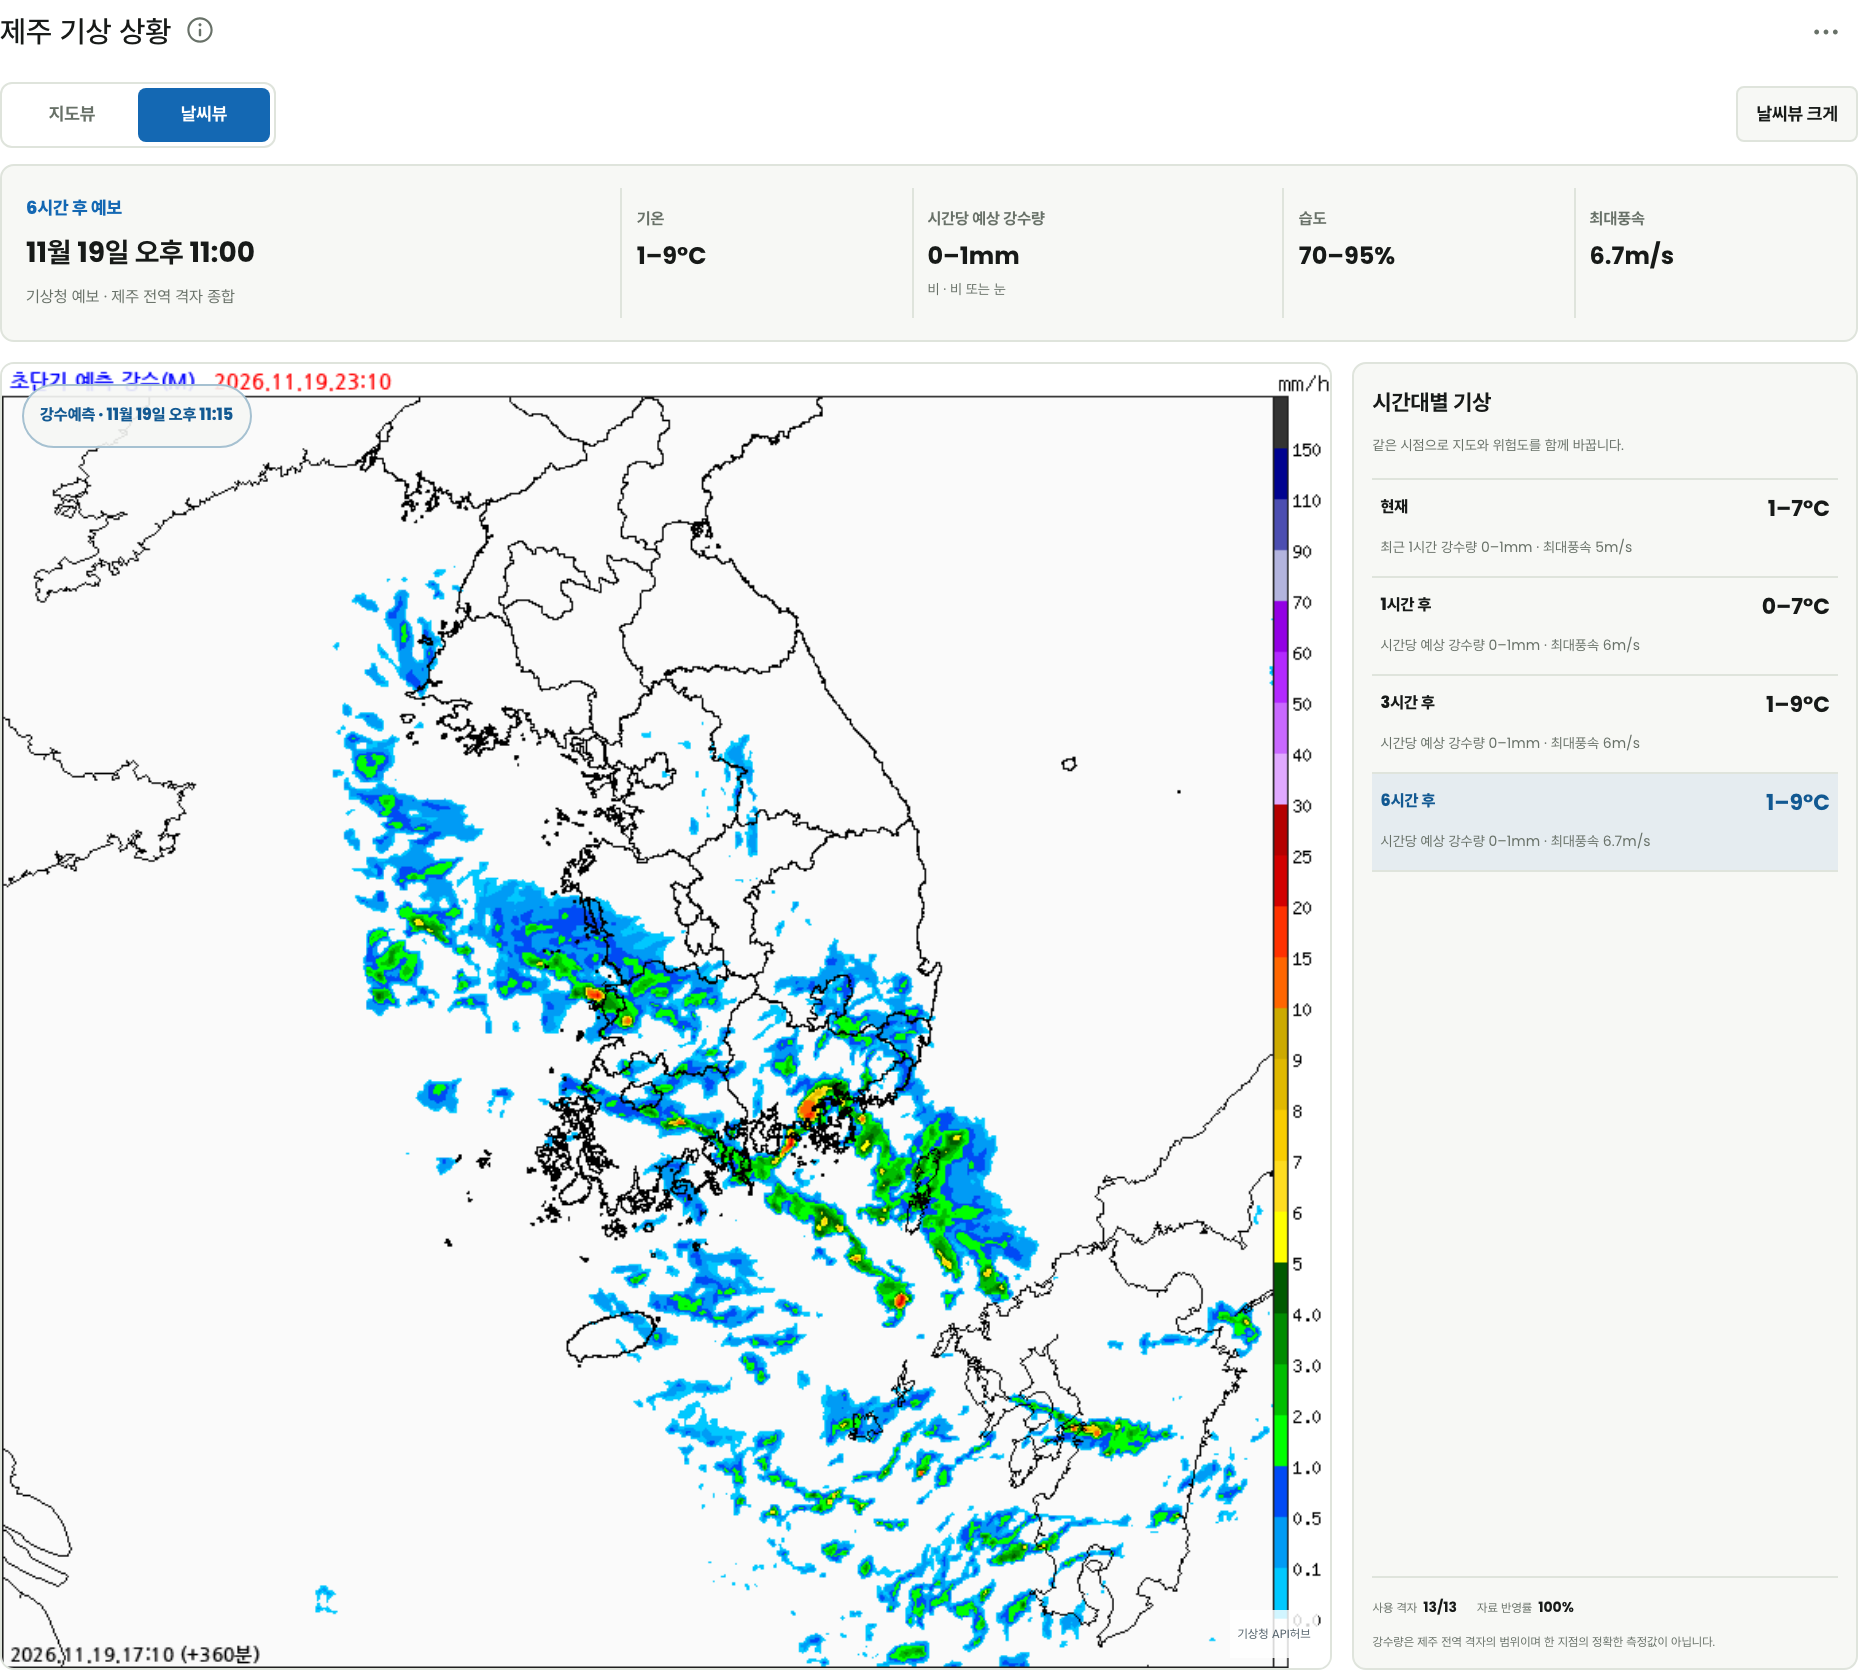 제주 기상 상황
지도뷰
날씨뷰
날씨뷰 크게
6시간 후 예보
11월 19일 오후 11:00
기상청 예보 · 제주 전역 격자 종합
기온
1–9°C
시간당 예상 강수량
0–1mm
비 · 비 또는 눈
습도
70–95%
최대풍속
6.7m/s
초단기 예측 강수(M) 2026.11.19.23:10
mm/h
강수예측 · 11월 19일 오후 11:15
150
110
90
70
60
50
40
30
25
20
15
10
9
8
7
6
5
4.0
3.0
2.0
1.0
0.5
0.1
0.0
기상청 API허브
2026.11.19.17:10 (+360분)
시간대별 기상
같은 시점으로 지도와 위험도를 함께 바꿉니다.
현재
1–7°C
최근 1시간 강수량 0–1mm · 최대풍속 5m/s
1시간 후
0–7°C
시간당 예상 강수량 0–1mm · 최대풍속 6m/s
3시간 후
1–9°C
시간당 예상 강수량 0–1mm · 최대풍속 6m/s
6시간 후
1–9°C
시간당 예상 강수량 0–1mm · 최대풍속 6.7m/s
사용 격자 13/13 자료 반영률 100%
강수량은 제주 전역 격자의 범위이며 한 지점의 정확한 측정값이 아닙니다.